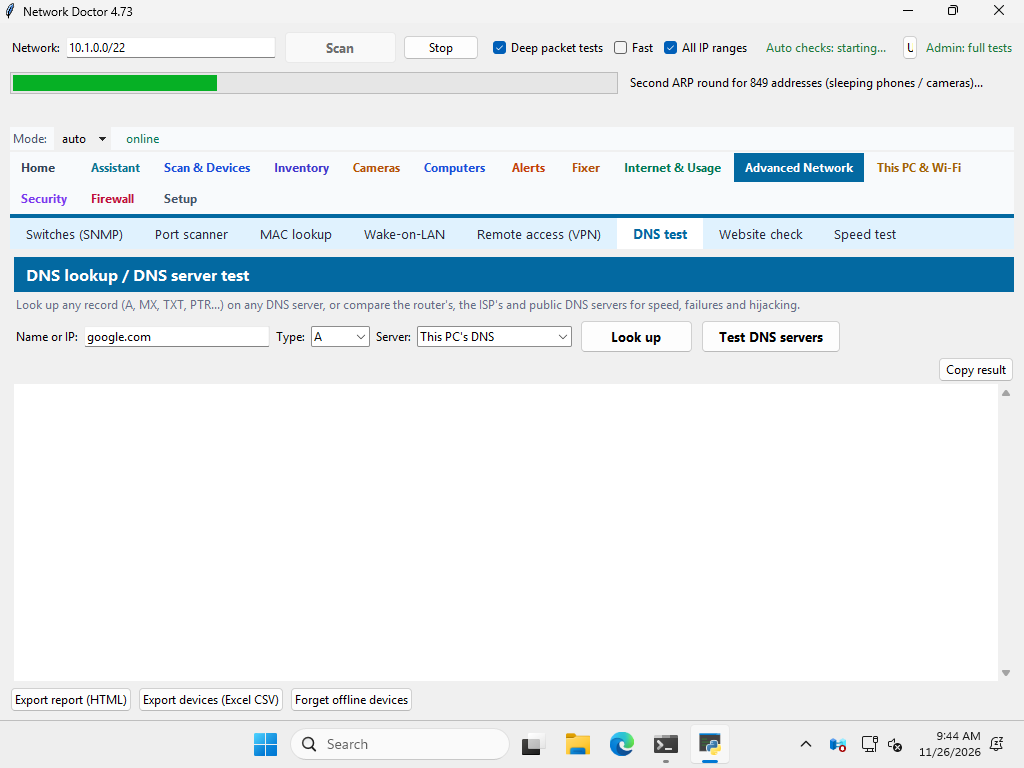 Network Doctor 4.73
Network: 10.1.0.0/22 Scan Stop Deep packet tests Fast All IP ranges Auto checks: starting... Admin: full tests
Second ARP round for 849 addresses (sleeping phones / cameras)...
Mode: auto online
Home Assistant Scan & Devices Inventory Cameras Computers Alerts Fixer Internet & Usage Advanced Network This PC & Wi-Fi
Security Firewall Setup
Switches (SNMP) Port scanner MAC lookup Wake-on-LAN Remote access (VPN) DNS test Website check Speed test
DNS lookup / DNS server test
Look up any record (A, MX, TXT, PTR...) on any DNS server, or compare the router's, the ISP's and public DNS servers for speed, failures and hijacking.
Name or IP: google.com Type: A Server: This PC's DNS Look up Test DNS servers
Copy result
Export report (HTML) Export devices (Excel CSV) Forget offline devices
Search
9:44 AM
11/26/2026